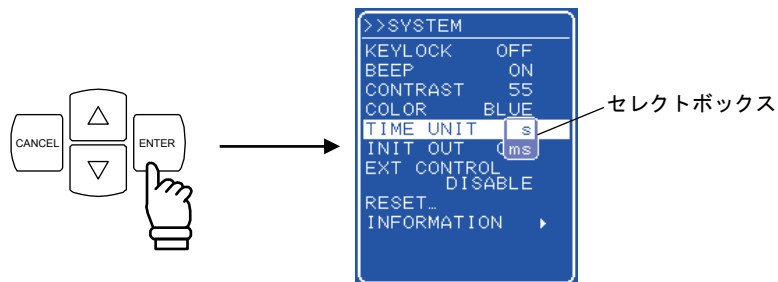 CANCEL
ENTER
>>SYSTEM
KEYLOCK OFF
BEEP ON
CONTRAST 55
COLOR BLUE
TIME UNIT s
INIT OUT ms
EXT CONTROL
DISABLE
RESET…
INFORMATION
セレクトボックス